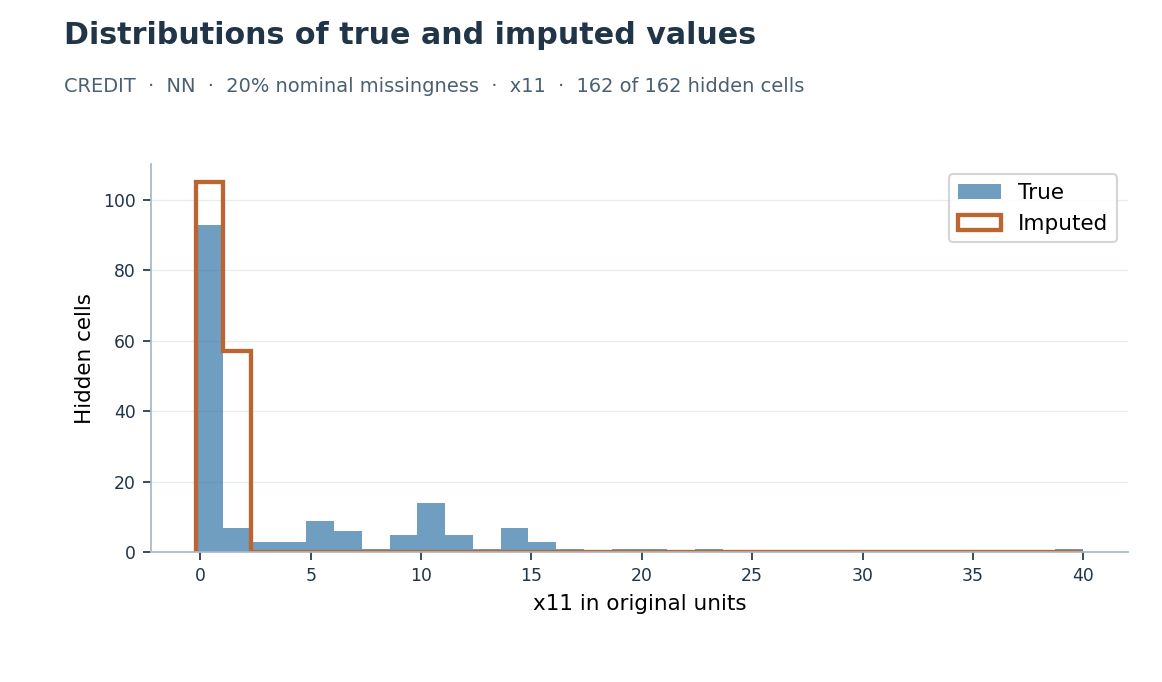 Distributions of true and imputed values
CREDIT · NN · 20% nominal missingness · x11 · 162 of 162 hidden cells
True
Imputed
Hidden cells
100
80
60
40
20
0
0 5 10 15 20 25 30 35 40
x11 in original units